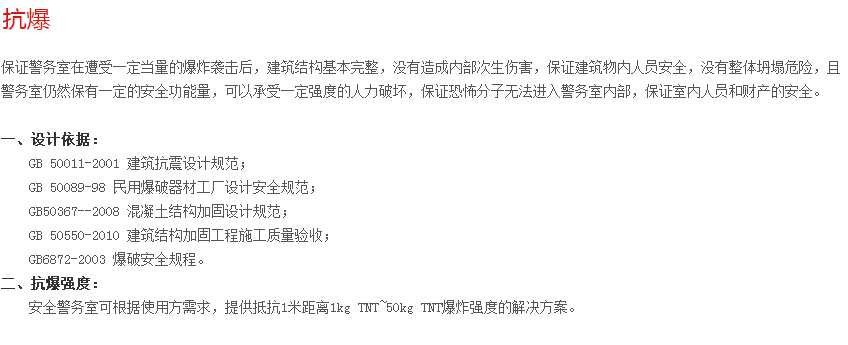 抗爆
保证警务室在遭受一定当量的爆炸袭击后，建筑结构基本完整，没有造成内部次生伤害，保证建筑物内人员安全，没有整体坍塌危险，且
警务室仍然保有一定的安全功能量，可以承受一定强度的人力破坏，保证恐怖分子无法进入警务室内部，保证室内人员和财产的安全。
一、设计依据：
GB 50011-2001 建筑抗震设计规范；
GB 50089-98 民用爆破器材工厂设计安全规范；
GB50367--2008 混凝土结构加固设计规范；
GB 50550-2010 建筑结构加固工程施工质量验收；
GB6872-2003 爆破安全规程。
二、抗爆强度：
安全警务室可根据使用方需求，提供抵抗1米距离1kg TNT~50kg TNT爆炸强度的解决方案。